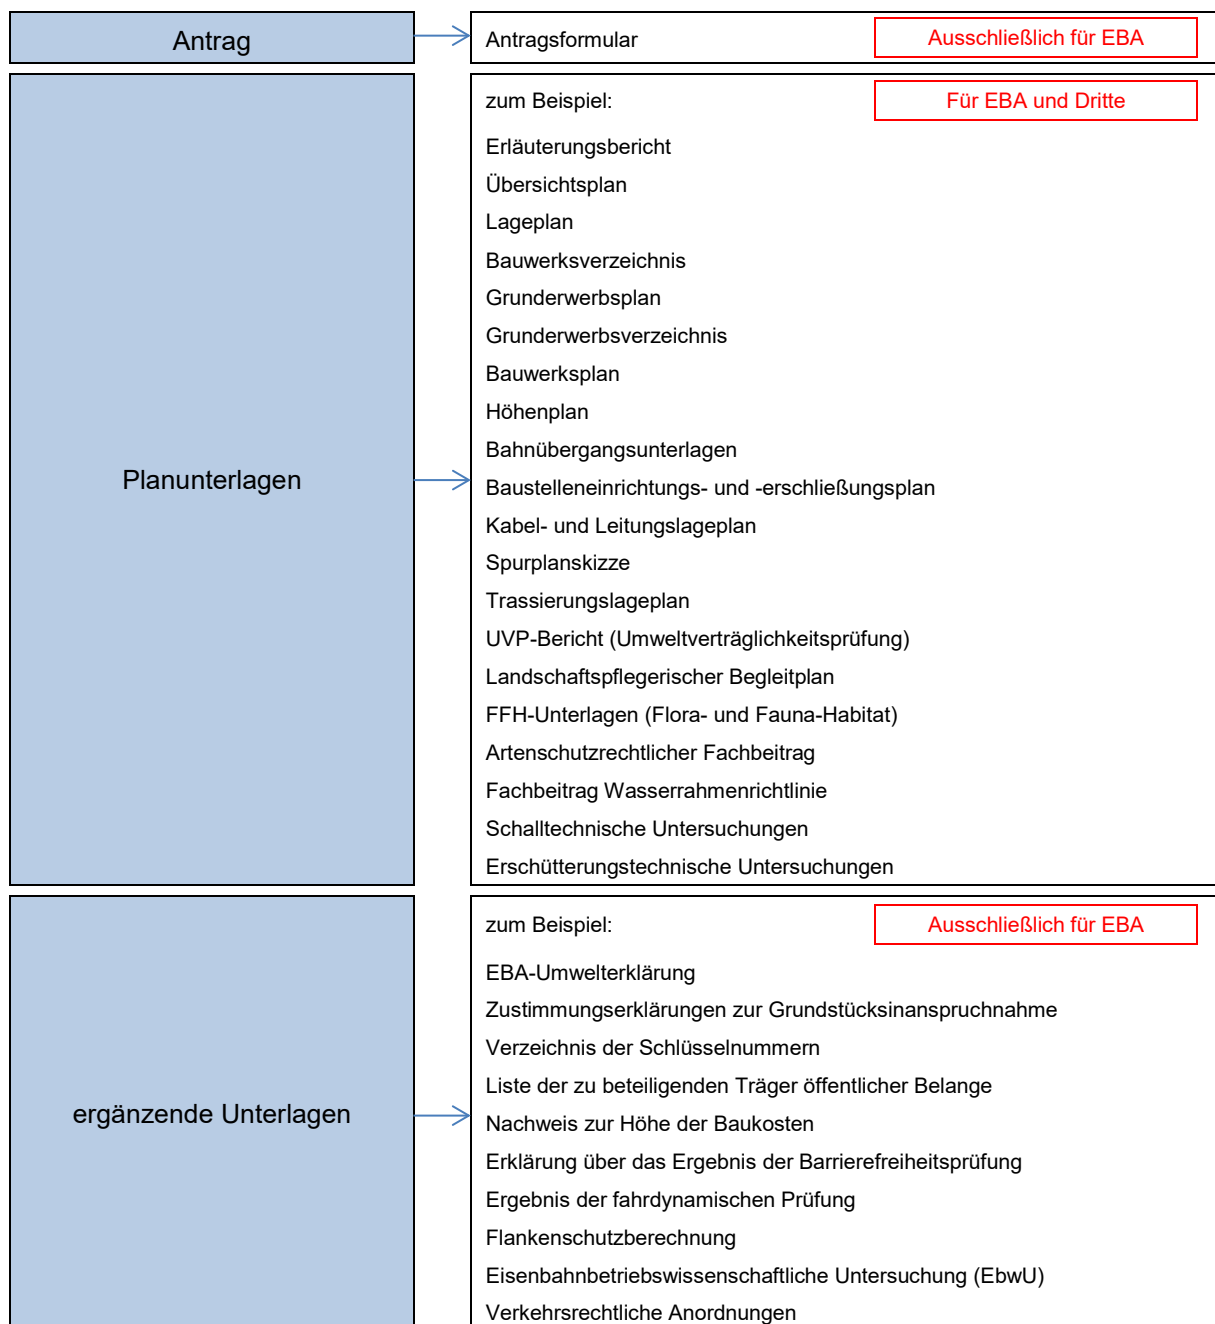 Antrag
Antragsformular
Ausschließlich für EBA
Planunterlagen
zum Beispiel:
Für EBA und Dritte
Erläuterungsbericht
Übersichtsplan
Lageplan
Bauwerksverzeichnis
Grunderwerbsplan
Grunderwerbsverzeichnis
Bauwerksplan
Höhenplan
Bahnübergangsunterlagen
Baustelleneinrichtungs- und -erschließungsplan
Kabel- und Leitungslageplan
Spurplanskizze
Trassierungslageplan
UVP-Bericht (Umweltverträglichkeitsprüfung)
Landschaftspflegerischer Begleitplan
FFH-Unterlagen (Flora- und Fauna-Habitat)
Artenschutzrechtlicher Fachbeitrag
Fachbeitrag Wasserrahmenrichtlinie
Schalltechnische Untersuchungen
Erschütterungstechnische Untersuchungen
ergänzende Unterlagen
zum Beispiel:
Ausschließlich für EBA
EBA-Umwelterklärung
Zustimmungserklärungen zur Grundstücksinanspruchnahme
Verzeichnis der Schlüsselnummern
Liste der zu beteiligenden Träger öffentlicher Belange
Nachweis zur Höhe der Baukosten
Erklärung über das Ergebnis der Barrierefreiheitsprüfung
Ergebnis der fahrdynamischen Prüfung
Flankenschutzberechnung
Eisenbahnbetriebswissenschaftliche Untersuchung (EbwU)
Verkehrsrechtliche Anordnungen